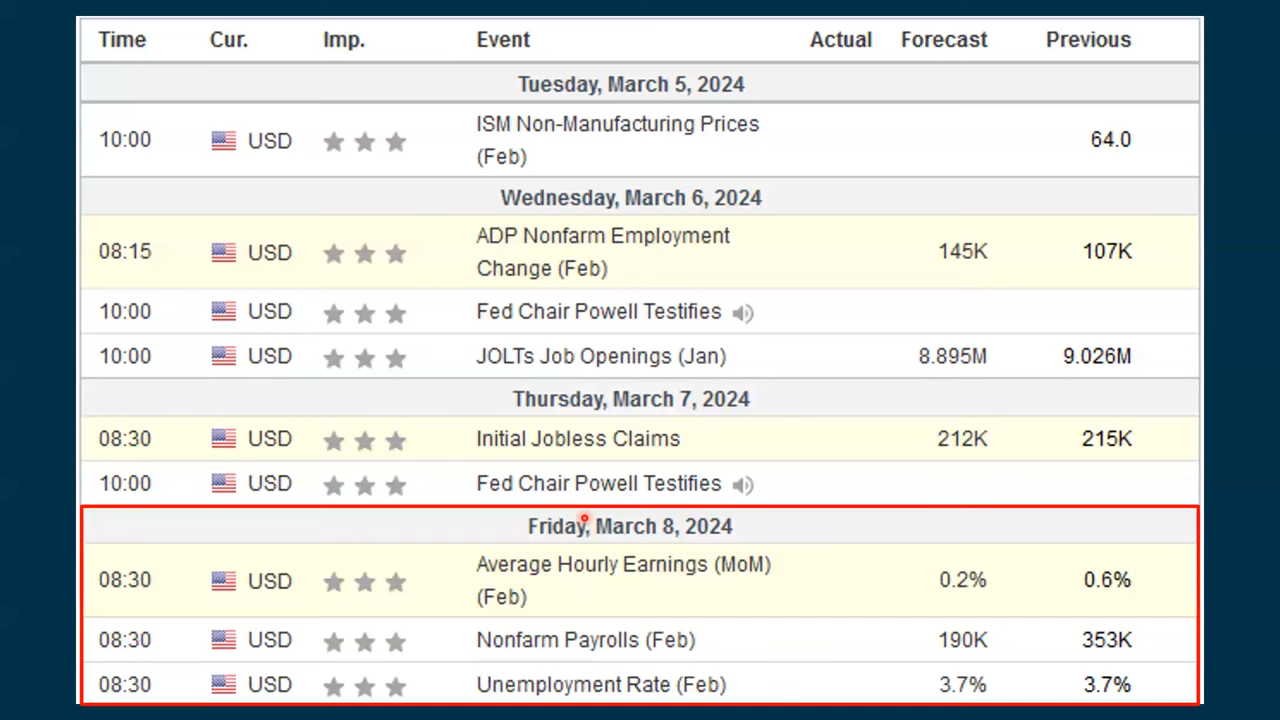 Time Cur. Imp. Event Actual Forecast Previous
Tuesday, March 5, 2024
10:00 USD ISM Non-Manufacturing Prices 64.0
(Feb)
Wednesday, March 6, 2024
08:15 USD ADP Nonfarm Employment 145K 107K
Change (Feb)
10:00 USD Fed Chair Powell Testifies
10:00 USD JOLTs Job Openings (Jan) 8.895M 9.026M
Thursday, March 7, 2024
08:30 USD Initial Jobless Claims 212K 215K
10:00 USD Fed Chair Powell Testifies
Friday, March 8, 2024
08:30 USD Average Hourly Earnings (MoM) 0.2% 0.6%
(Feb)
08:30 USD Nonfarm Payrolls (Feb) 190K 353K
08:30 USD Unemployment Rate (Feb) 3.7% 3.7%